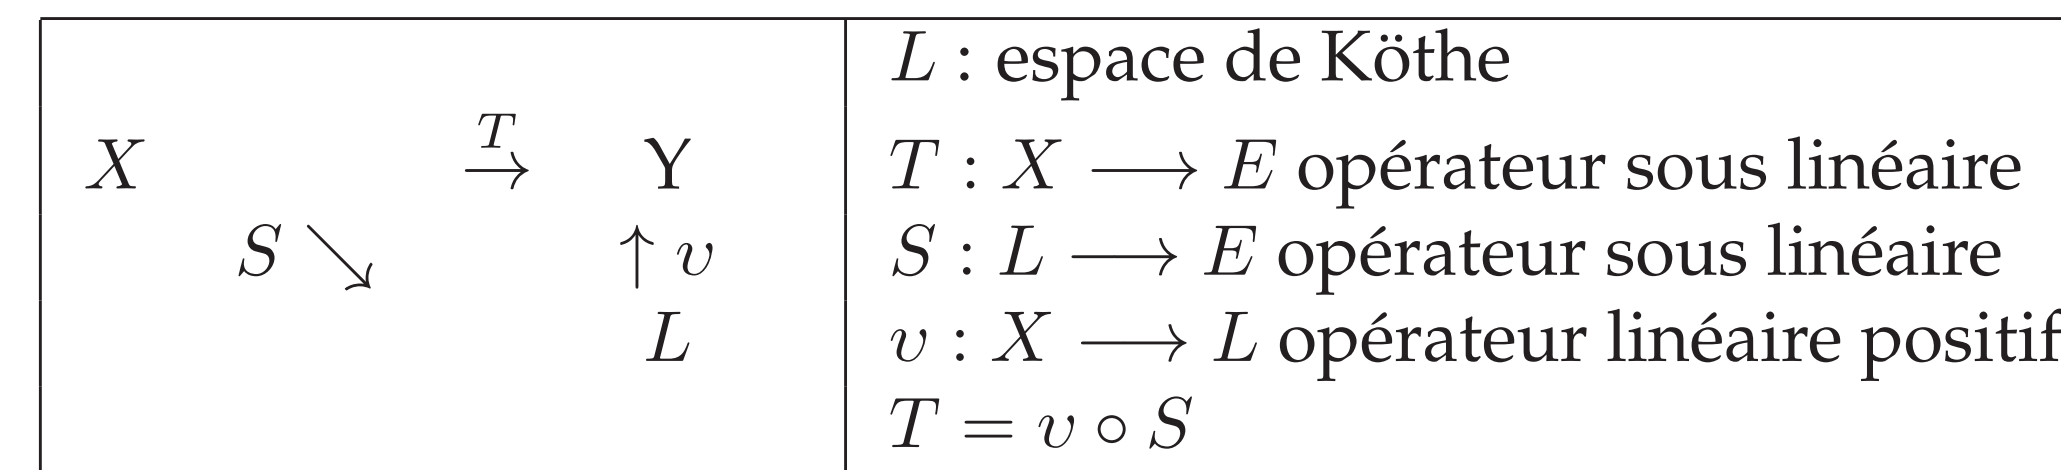 L : espace de Köthe
X T→ Y T : X ⟶ E opérateur sous linéaire
S ↘ ↑ υ S : L ⟶ E opérateur sous linéaire
L υ : X ⟶ L opérateur linéaire positif
T = υ ∘ S